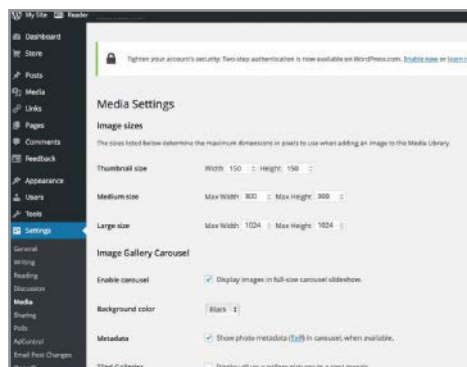 My Site Reader
Dashboard
Store
Posts
Media
Links
Pages
Comments
Feedback
Appearance
Users
Tools
Settings
General
Writing
Reading
Discussion
Media
Sharing
Polls
AdControl
Email Post Changes
Tighten your account's security: Two-step authentication is now available on WordPress.com. Enable now or learn
Media Settings
Image sizes
The sizes listed below determine the maximum dimensions in pixels to use when adding an image to the Media Library.
Thumbnail size Width 150 Height 150
Medium size Max Width Max Height
Large size Max Width 1024 Max Height 1024
Image Gallery Carousel
Enable carousel Display images in full-size carousel slideshow.
Background color Black
Metadata Show photo metadata (Exif) in carousel, when available.